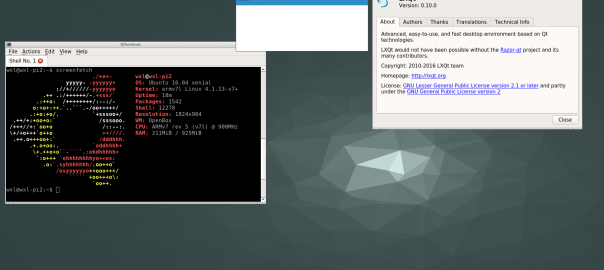 QTerminal
File Actions Edit View Help
Shell No. 1
wxl@wxl-pi2:~$ screenfetch
wxl@wxl-pi2
OS: Ubuntu 16.04 xenial
Kernel: armv7l Linux 4.1.13-v7+
Uptime: 18m
Packages: 1542
Shell: 12278
Resolution: 1824x984
WM: OpenBox
CPU: ARMv7 rev 5 (v7l) @ 900MHz
RAM: 211MiB / 925MiB
wxl@wxl-pi2:~$
Version: 0.10.0
About Authors Thanks Translations Technical Info
Advanced, easy-to-use, and fast desktop environment based on Qt
technologies.
LXQt would not have been possible without the Razor-qt project and its
many contributors.
Copyright: 2010-2016 LXQt team
Homepage: http://lxqt.org
License: GNU Lesser General Public License version 2.1 or later and partly
under the GNU General Public License version 2
Close